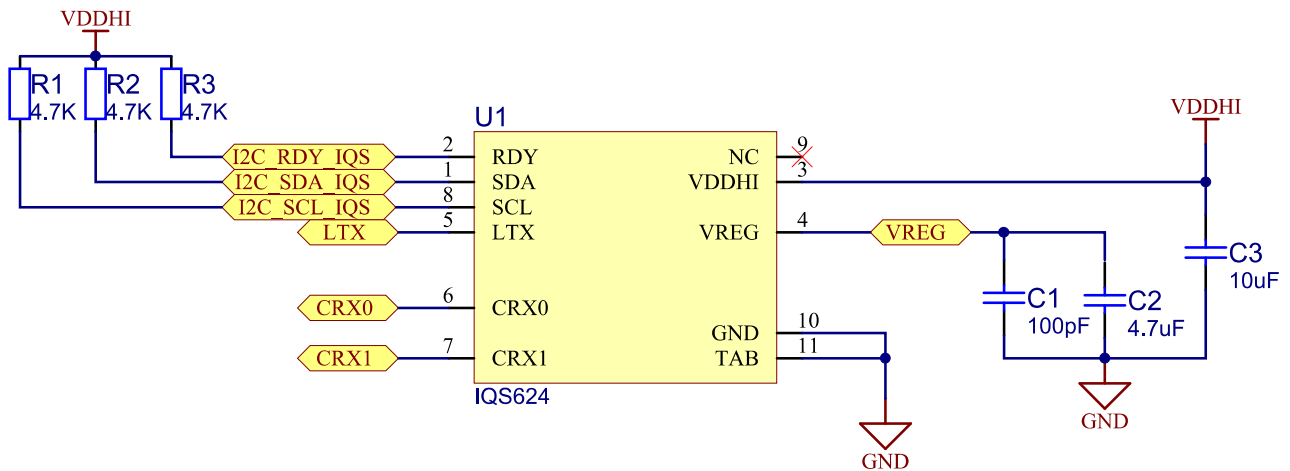 VDDHI
R1
4.7K
R2
4.7K
R3
4.7K
U1
I2C_RDY_IQS
2
RDY
I2C_SDA_IQS
1
SDA
I2C_SCL_IQS
8
SCL
LTX
5
LTX
CRX0
6
CRX0
CRX1
7
CRX1
NC
9
VDDHI
3
VREG
4
VREG
GND
10
TAB
11
IQS624
GND
VDDHI
C1
100pF
C2
4.7uF
C3
10uF
GND